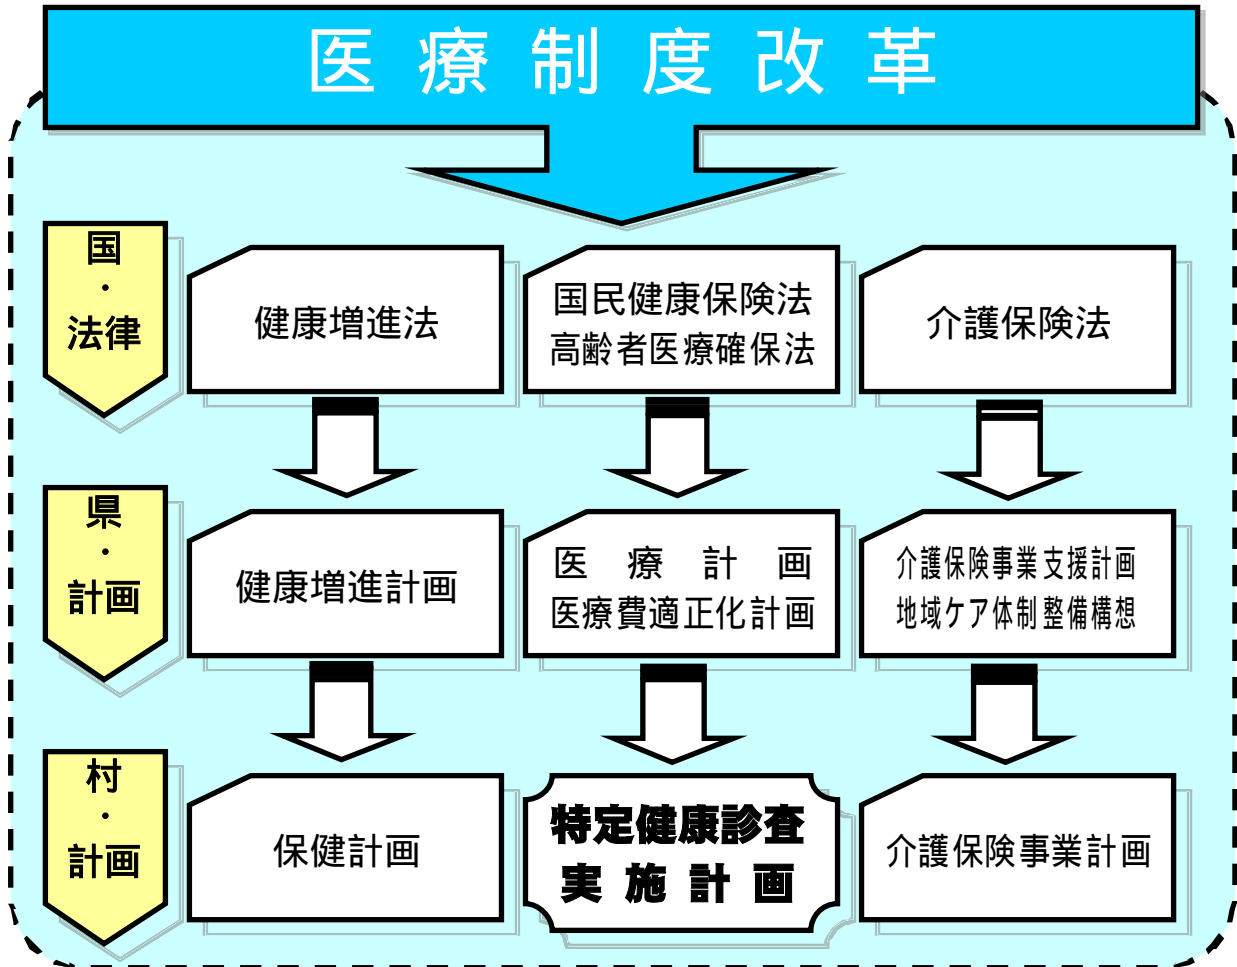 医療制度改革
国
・
法律
健康増進法
国民健康保険法
高齢者医療確保法
介護保険法
県
・
計画
健康増進計画
医療計画
医療費適正化計画
介護保険事業支援計画
地域ケア体制整備構想
村
・
計画
保健計画
特定健康診査
実施計画
介護保険事業計画